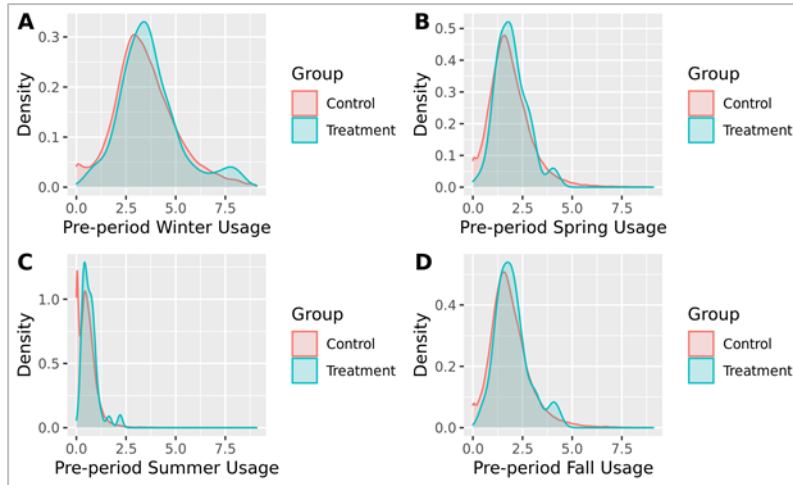 A
Density
0.3
0.2
0.1
0.0
0.0 2.5 5.0 7.5
Pre-period Winter Usage
Group
Control
Treatment
B
Density
0.5
0.4
0.3
0.2
0.1
0.0
0.0 2.5 5.0 7.5
Pre-period Spring Usage
Group
Control
Treatment
C
Density
1.0
0.5
0.0
0.0 2.5 5.0 7.5
Pre-period Summer Usage
Group
Control
Treatment
D
Density
0.4
0.2
0.0
0.0 2.5 5.0 7.5
Pre-period Fall Usage
Group
Control
Treatment